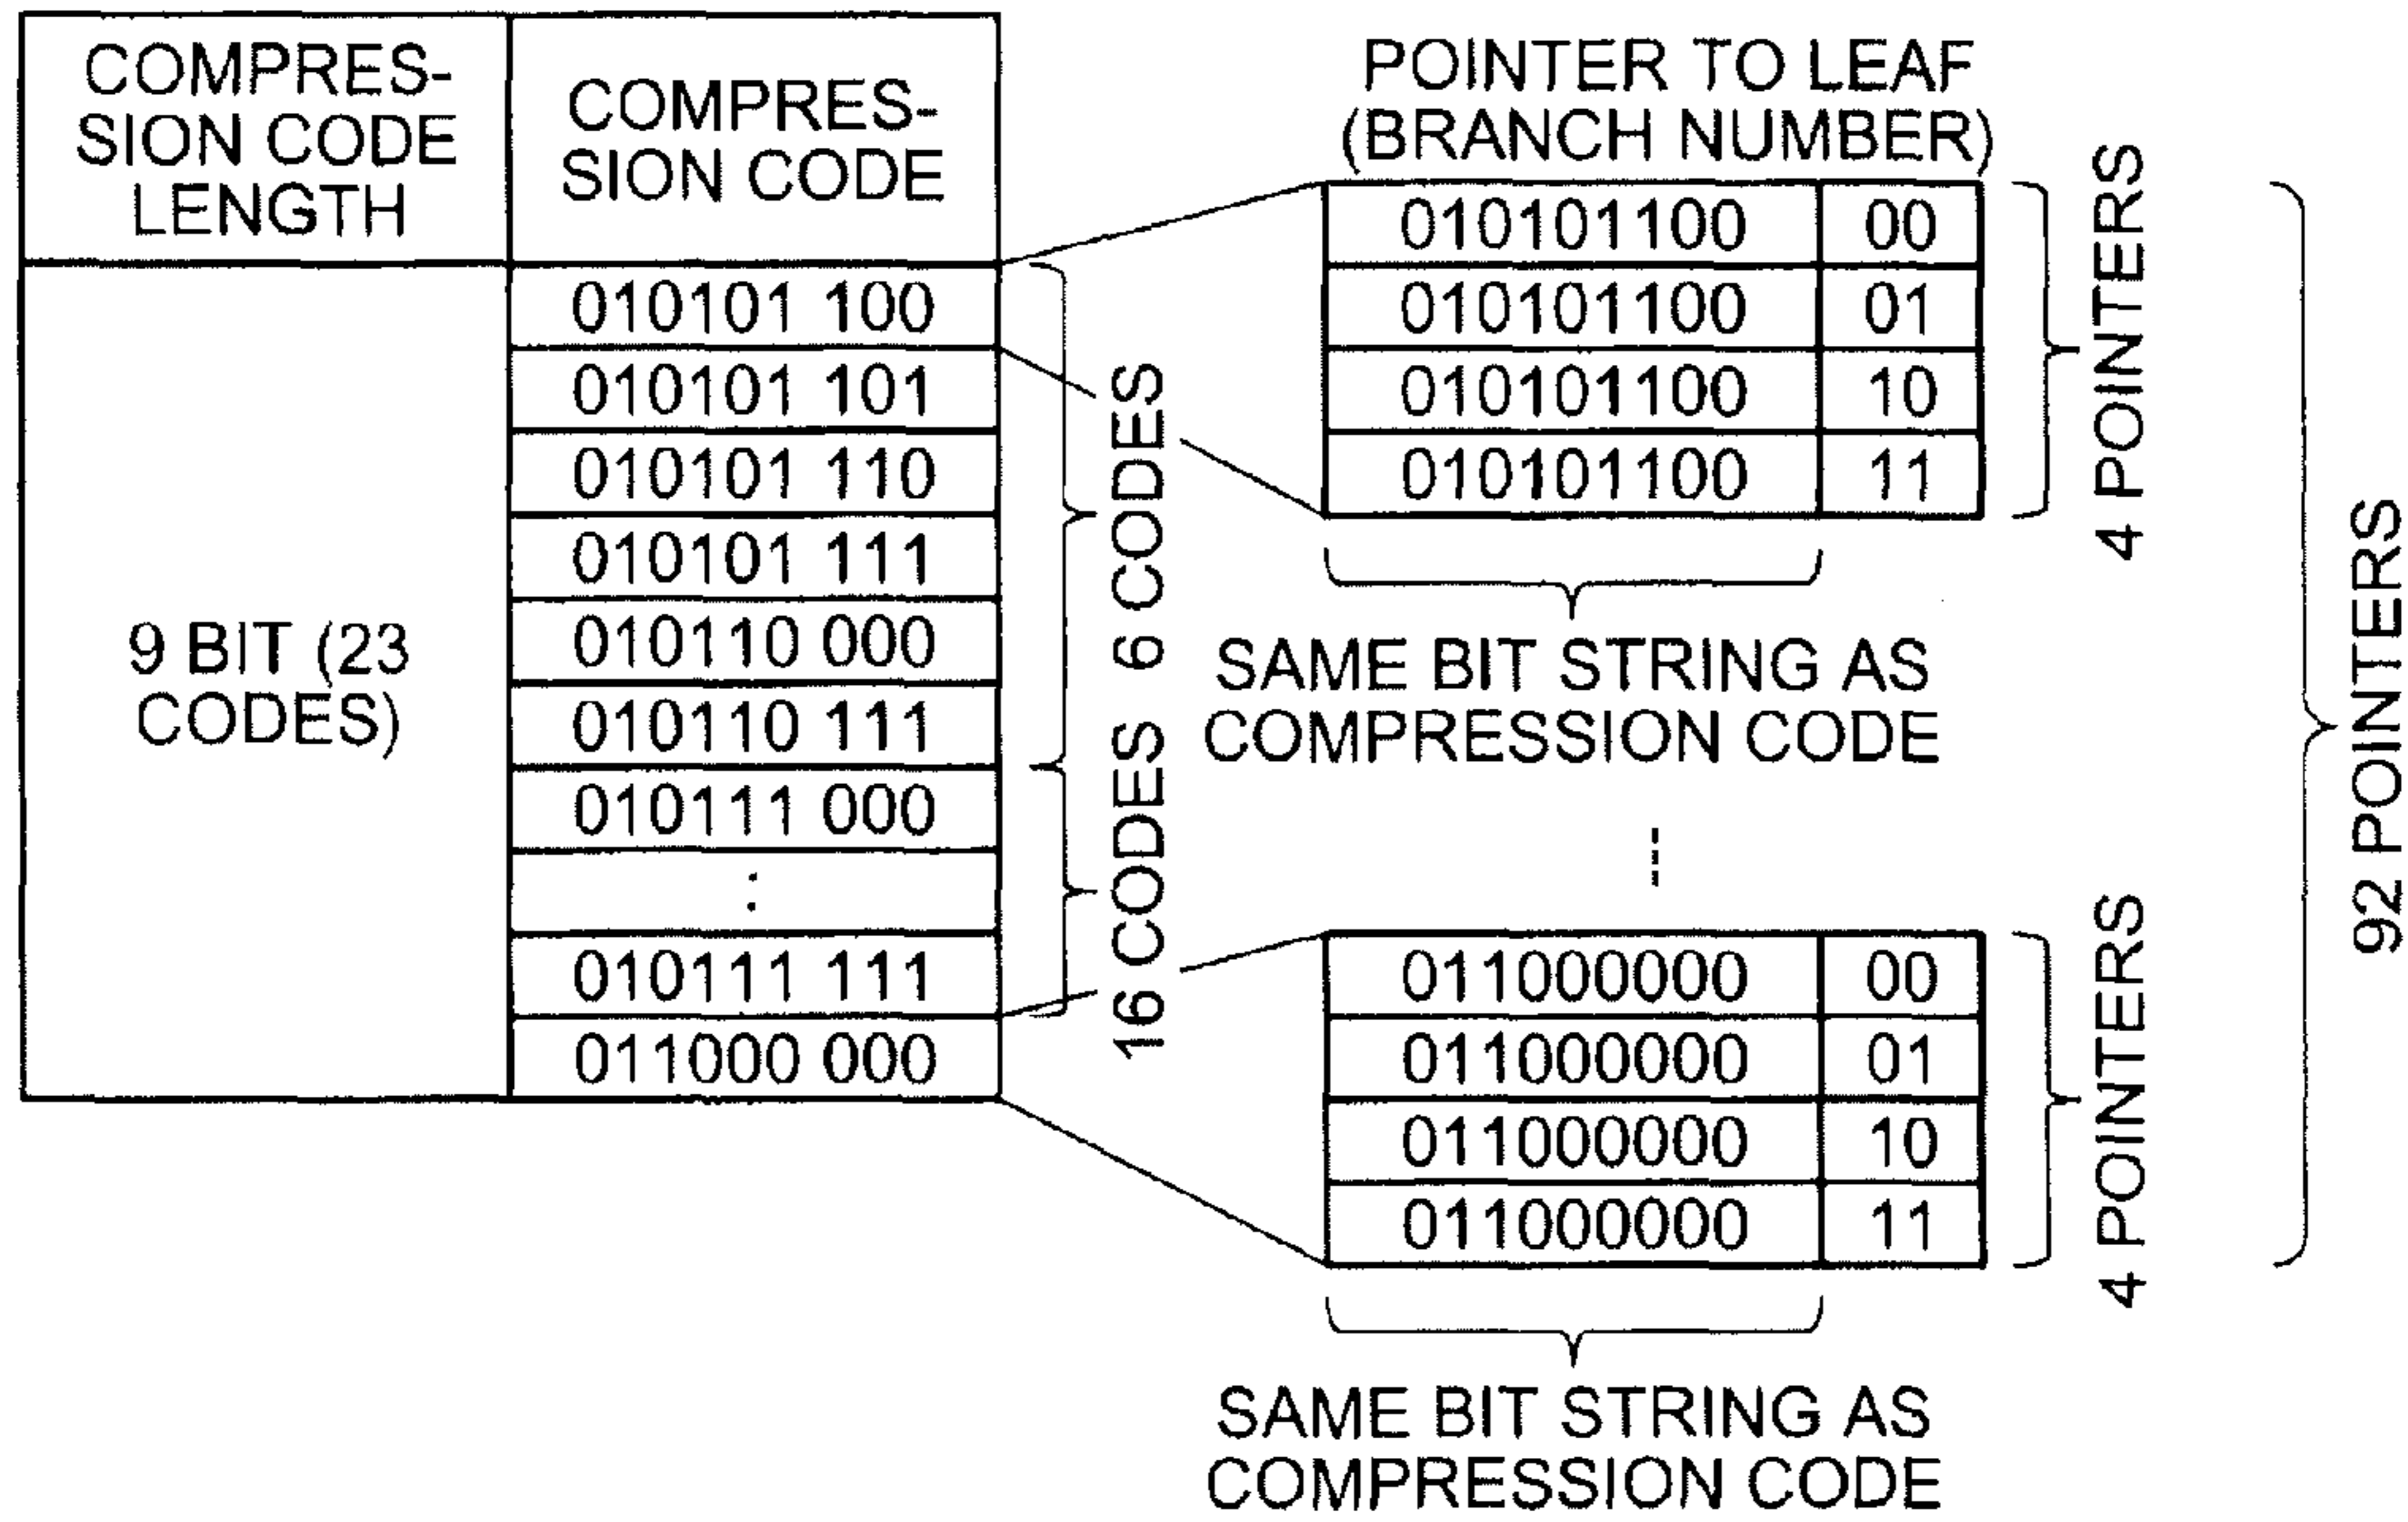 COMPRES-
SION CODE
LENGTH
COMPRES-
SION CODE
9 BIT (23
CODES)
010101 100
010101 101
010101 110
010101 111
010110 000
010110 111
010111 000
:
010111 111
011000 000
6 CODES
16 CODES
POINTER TO LEAF
(BRANCH NUMBER)
010101100 00
010101100 01
010101100 10
010101100 11
4 POINTERS
SAME BIT STRING AS
COMPRESSION CODE
011000000 00
011000000 01
011000000 10
011000000 11
4 POINTERS
SAME BIT STRING AS
COMPRESSION CODE
92 POINTERS